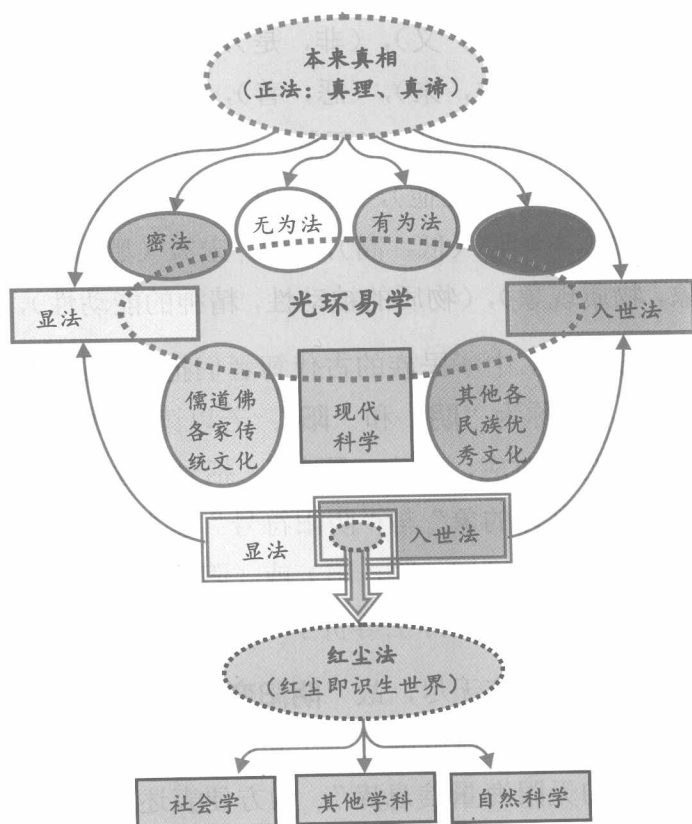 本来真相
（正法：真理、真谛）
密法
无为法
有为法
显法
光环易学
入世法
儒道佛
各家传
统文化
现代
科学
其他各
民族优
秀文化
显法
入世法
红尘法
（红尘即识生世界）
社会学
其他学科
自然科学